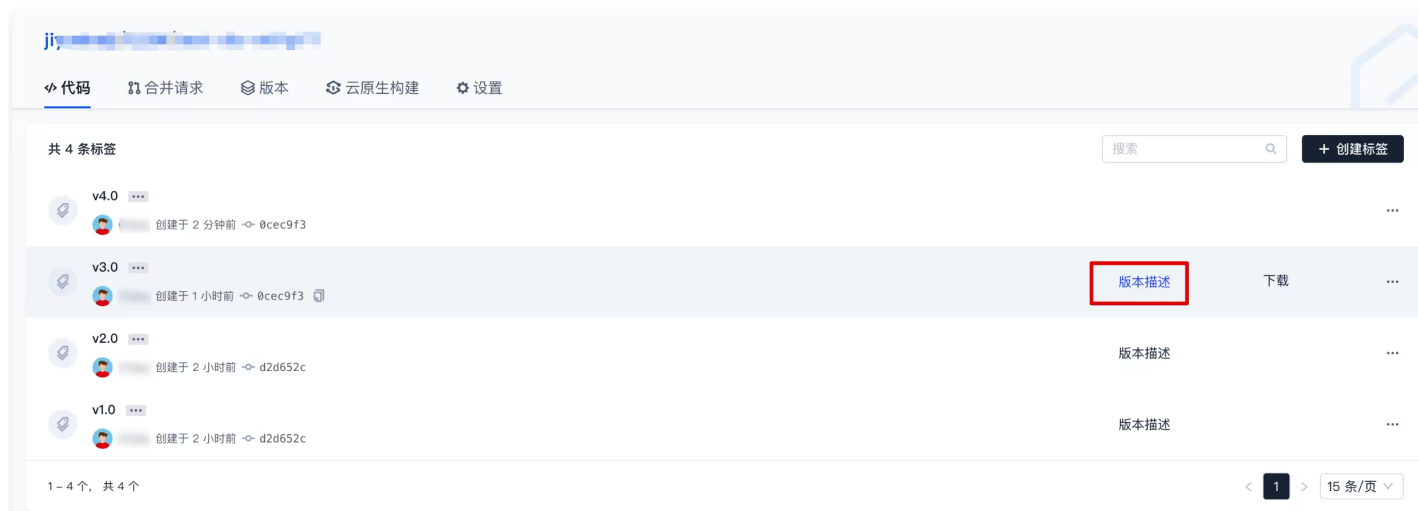 代码 合并请求 版本 云原生构建 设置
共 4 条标签 搜索 + 创建标签
v4.0 ···
创建于 2 分钟前 0cec9f3 ···
v3.0 ···
创建于 1 小时前 0cec9f3 版本描述 下载 ···
v2.0 ···
创建于 2 小时前 d2d652c 版本描述 ···
v1.0 ···
创建于 2 小时前 d2d652c 版本描述 ···
1 – 4 个, 共 4 个 < 1 > 15 条/页